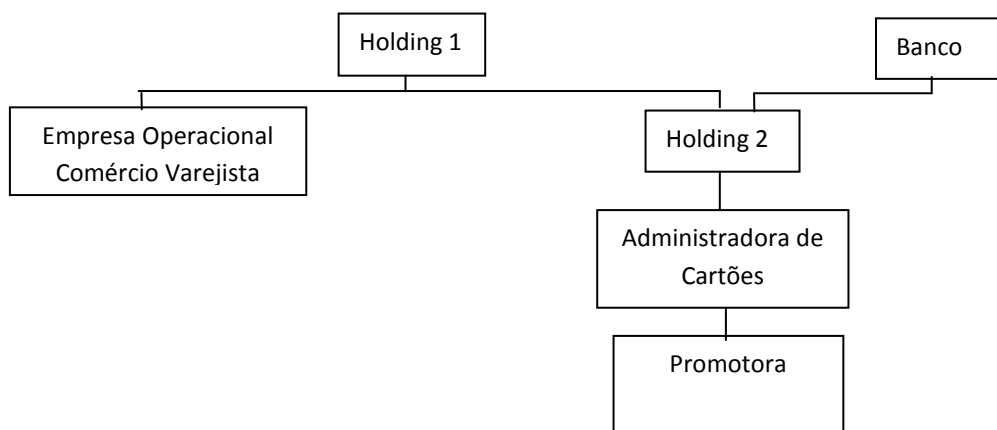 Holding 1
Banco
Empresa Operacional
Comércio Varejista
Holding 2
Administradora de
Cartões
Promotora